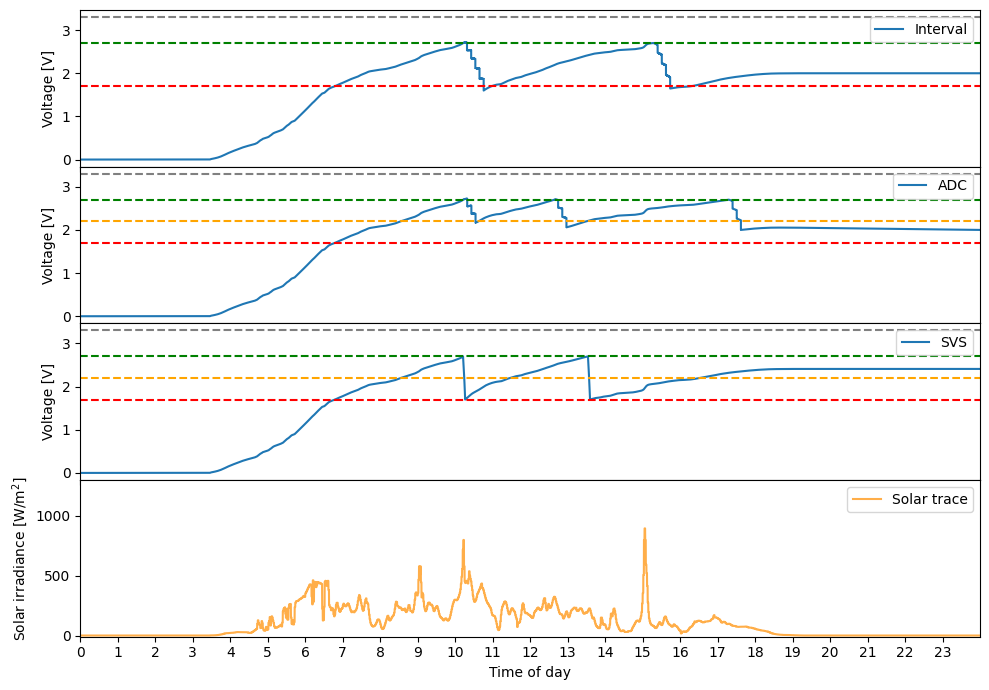 Voltage [V]
3
2
1
0
Interval
Voltage [V]
3
2
1
0
ADC
Voltage [V]
3
2
1
0
SVS
Solar irradiance [W/m²]
1000
500
0
Solar trace
0 1 2 3 4 5 6 7 8 9 10 11 12 13 14 15 16 17 18 19 20 21 22 23
Time of day